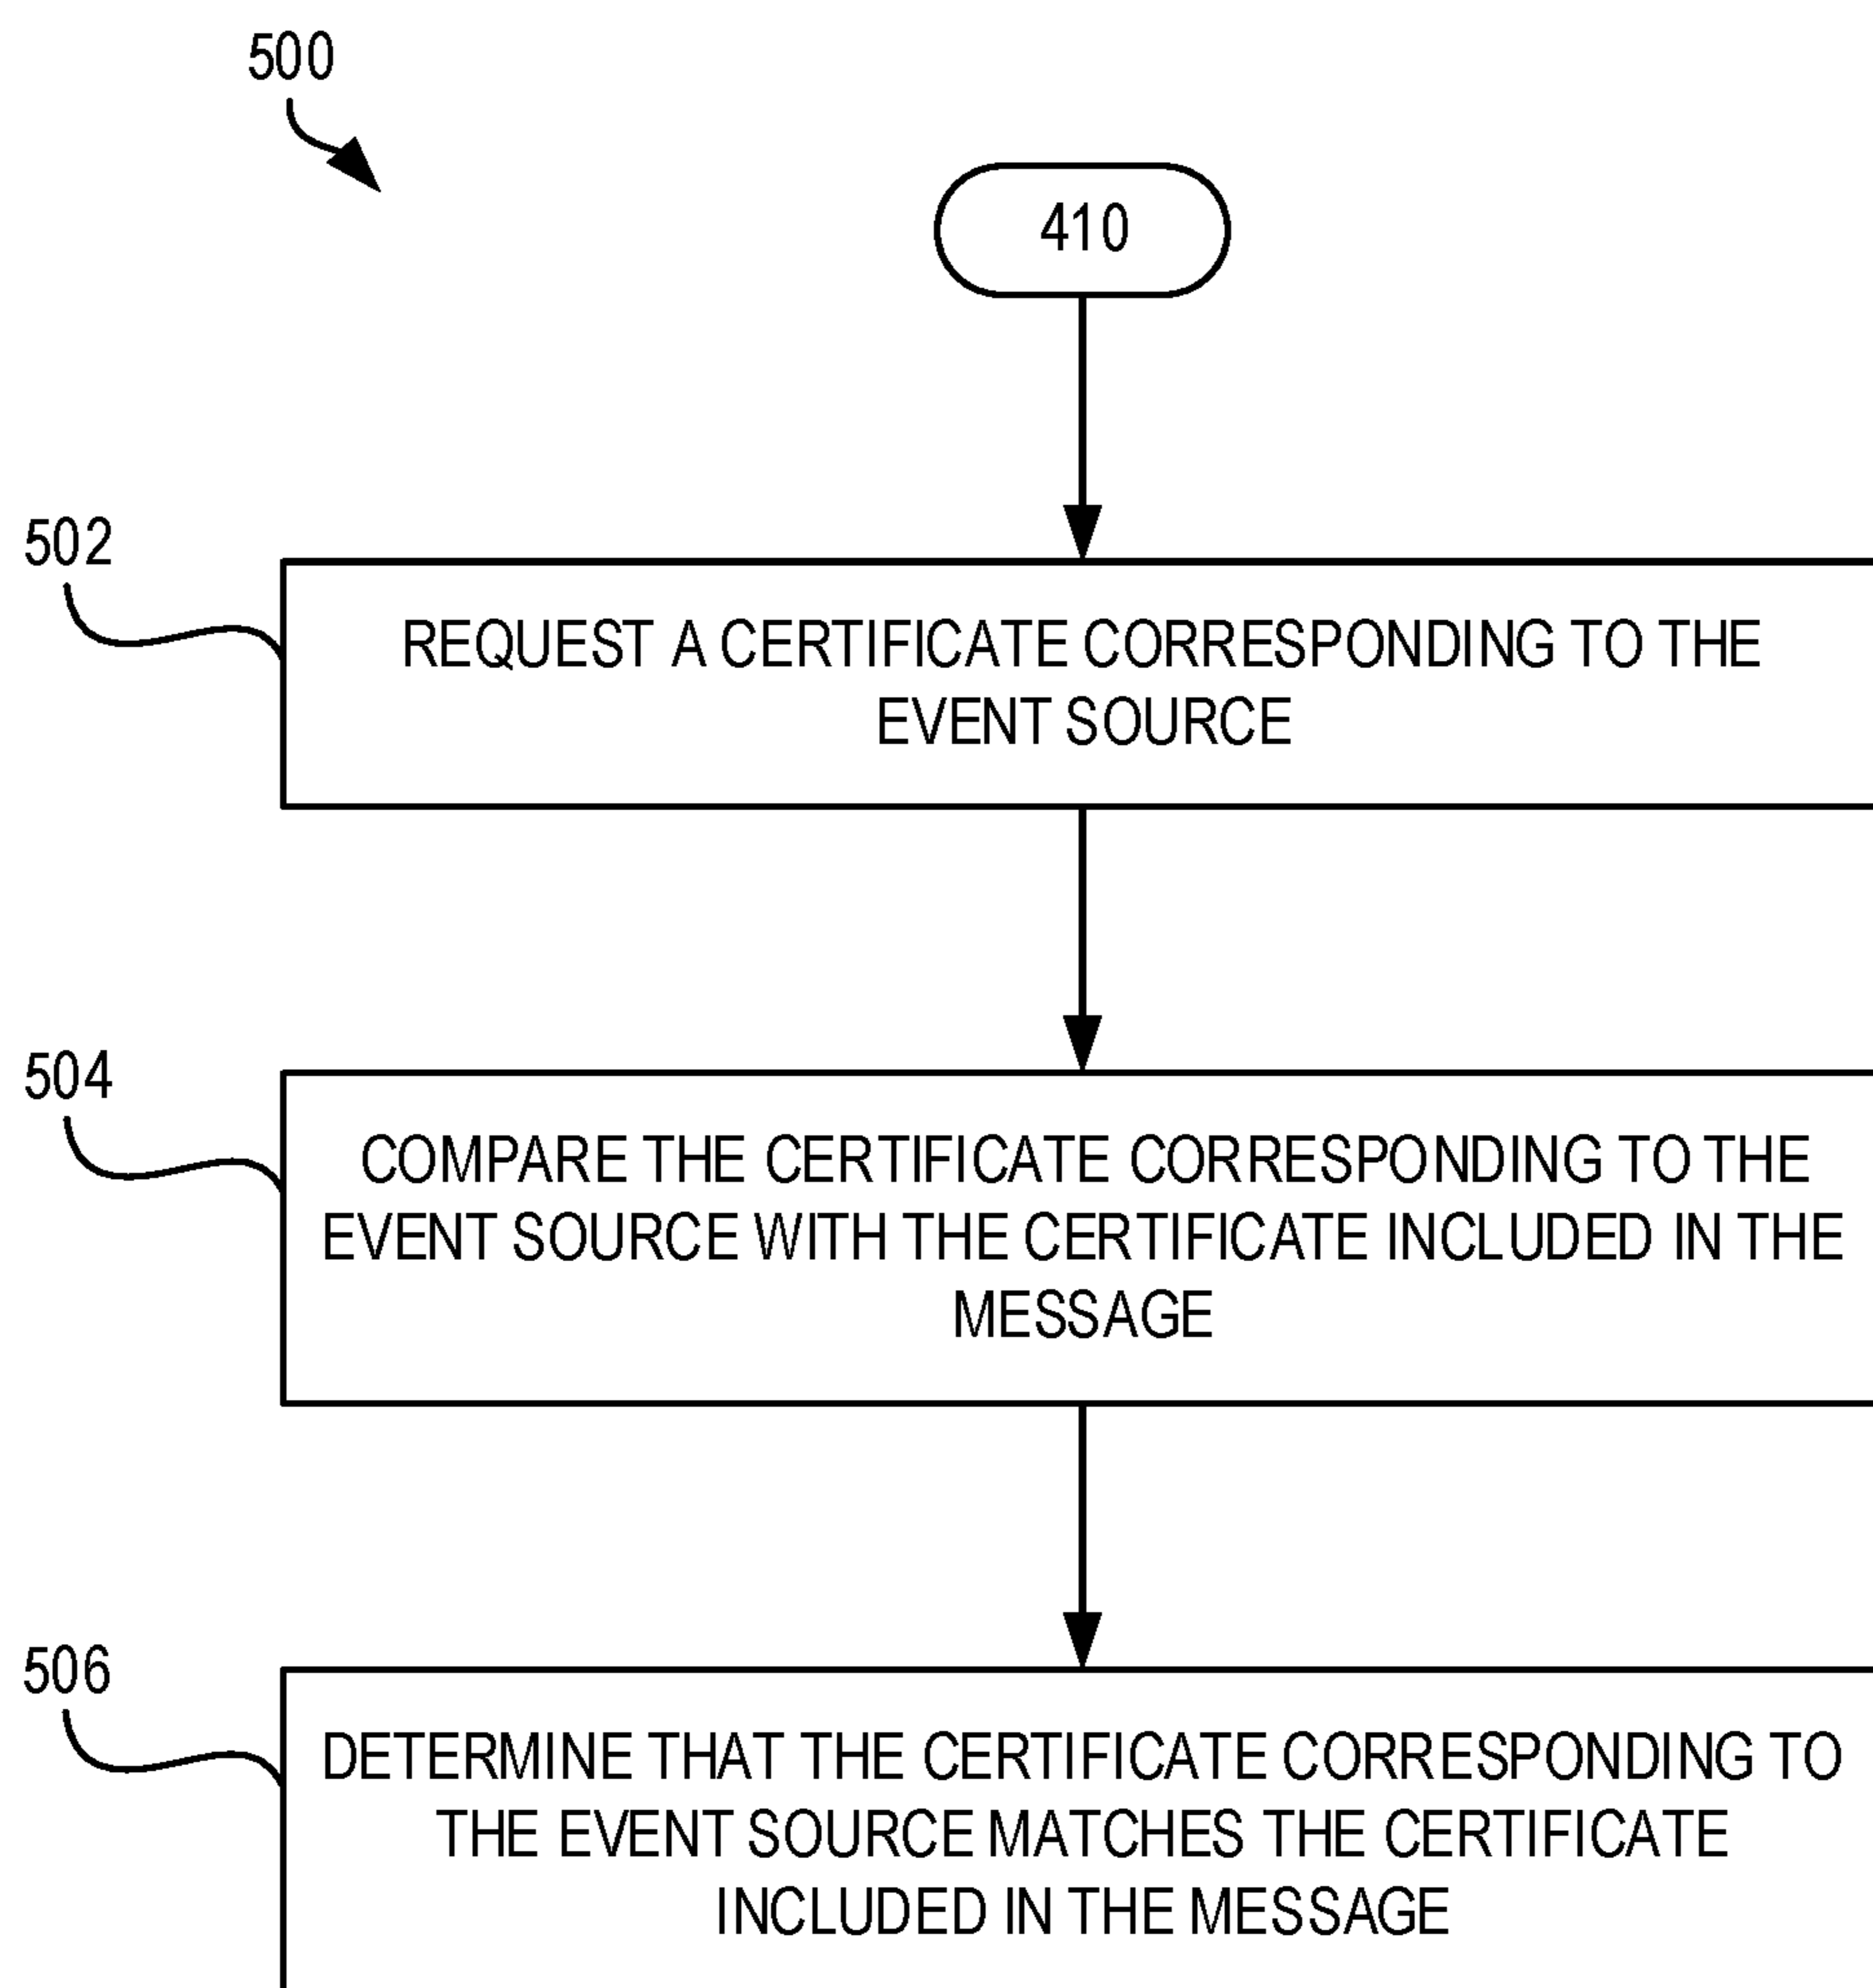 500
410
502
REQUEST A CERTIFICATE CORRESPONDING TO THE
EVENT SOURCE
504
COMPARE THE CERTIFICATE CORRESPONDING TO THE
EVENT SOURCE WITH THE CERTIFICATE INCLUDED IN THE
MESSAGE
506
DETERMINE THAT THE CERTIFICATE CORRESPONDING TO
THE EVENT SOURCE MATCHES THE CERTIFICATE
INCLUDED IN THE MESSAGE